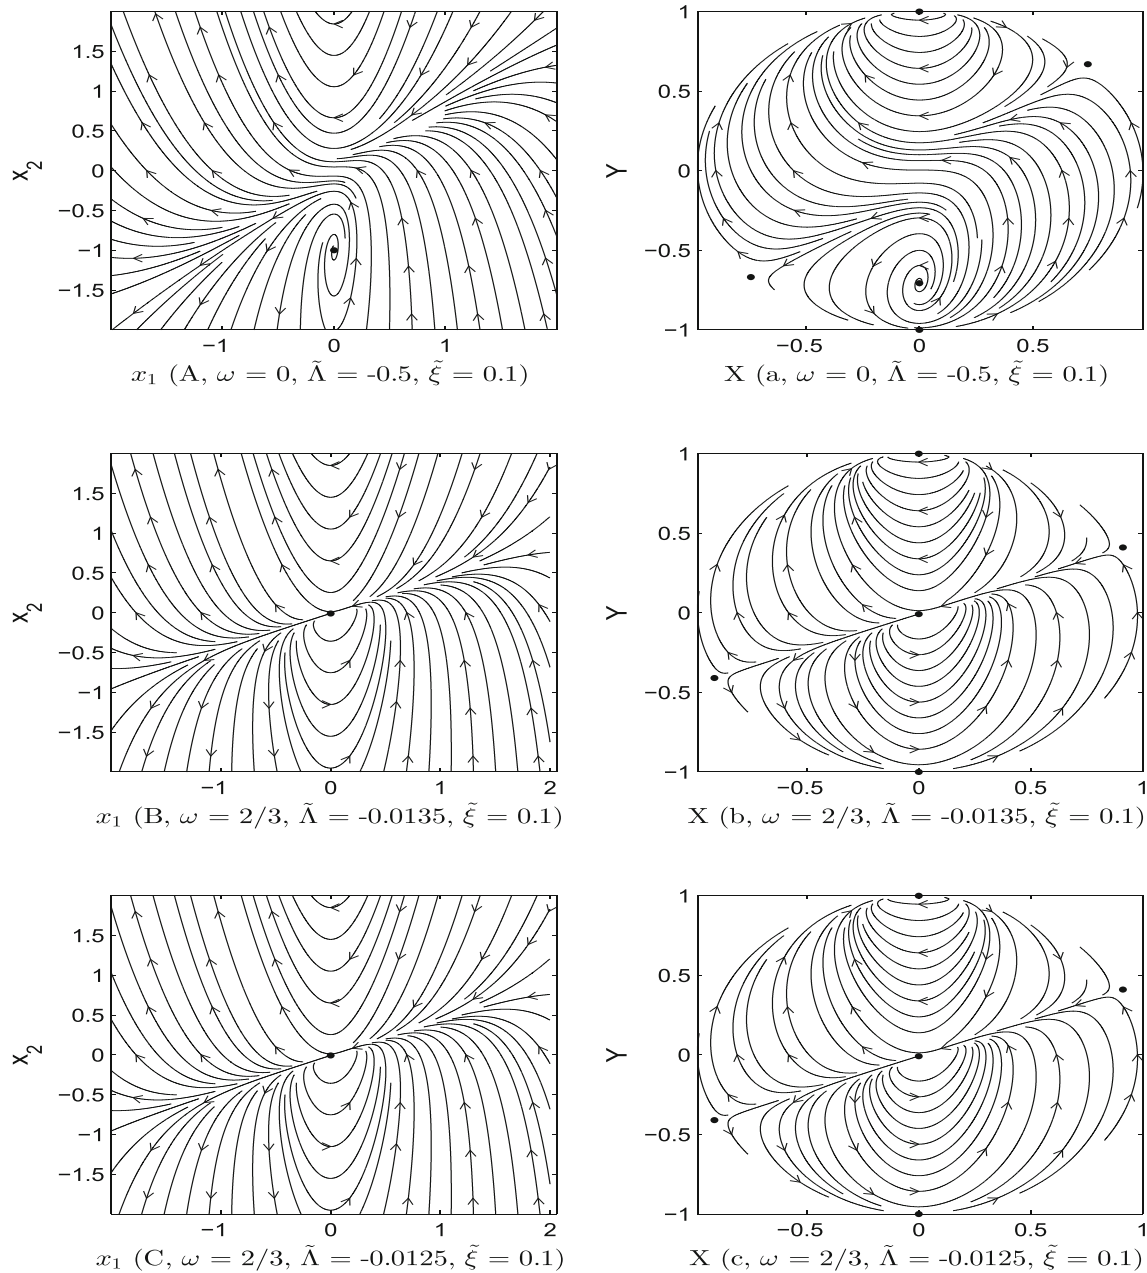 x₂
1.5
1
0.5
0
−0.5
−1
−1.5
−1 0 1
x₁ (A, ω = 0, Λ̃ = -0.5, ξ̃ = 0.1)
Y
1
0.5
0
−0.5
−1
−0.5 0 0.5
X (a, ω = 0, Λ̃ = -0.5, ξ̃ = 0.1)
x₂
1.5
1
0.5
0
−0.5
−1
−1.5
−1 0 1 2
x₁ (B, ω = 2/3, Λ̃ = -0.0135, ξ̃ = 0.1)
Y
1
0.5
0
−0.5
−1
−0.5 0 0.5 1
X (b, ω = 2/3, Λ̃ = -0.0135, ξ̃ = 0.1)
x₂
1.5
1
0.5
0
−0.5
−1
−1.5
−1 0 1 2
x₁ (C, ω = 2/3, Λ̃ = -0.0125, ξ̃ = 0.1)
Y
1
0.5
0
−0.5
−1
−0.5 0 0.5 1
X (c, ω = 2/3, Λ̃ = -0.0125, ξ̃ = 0.1)